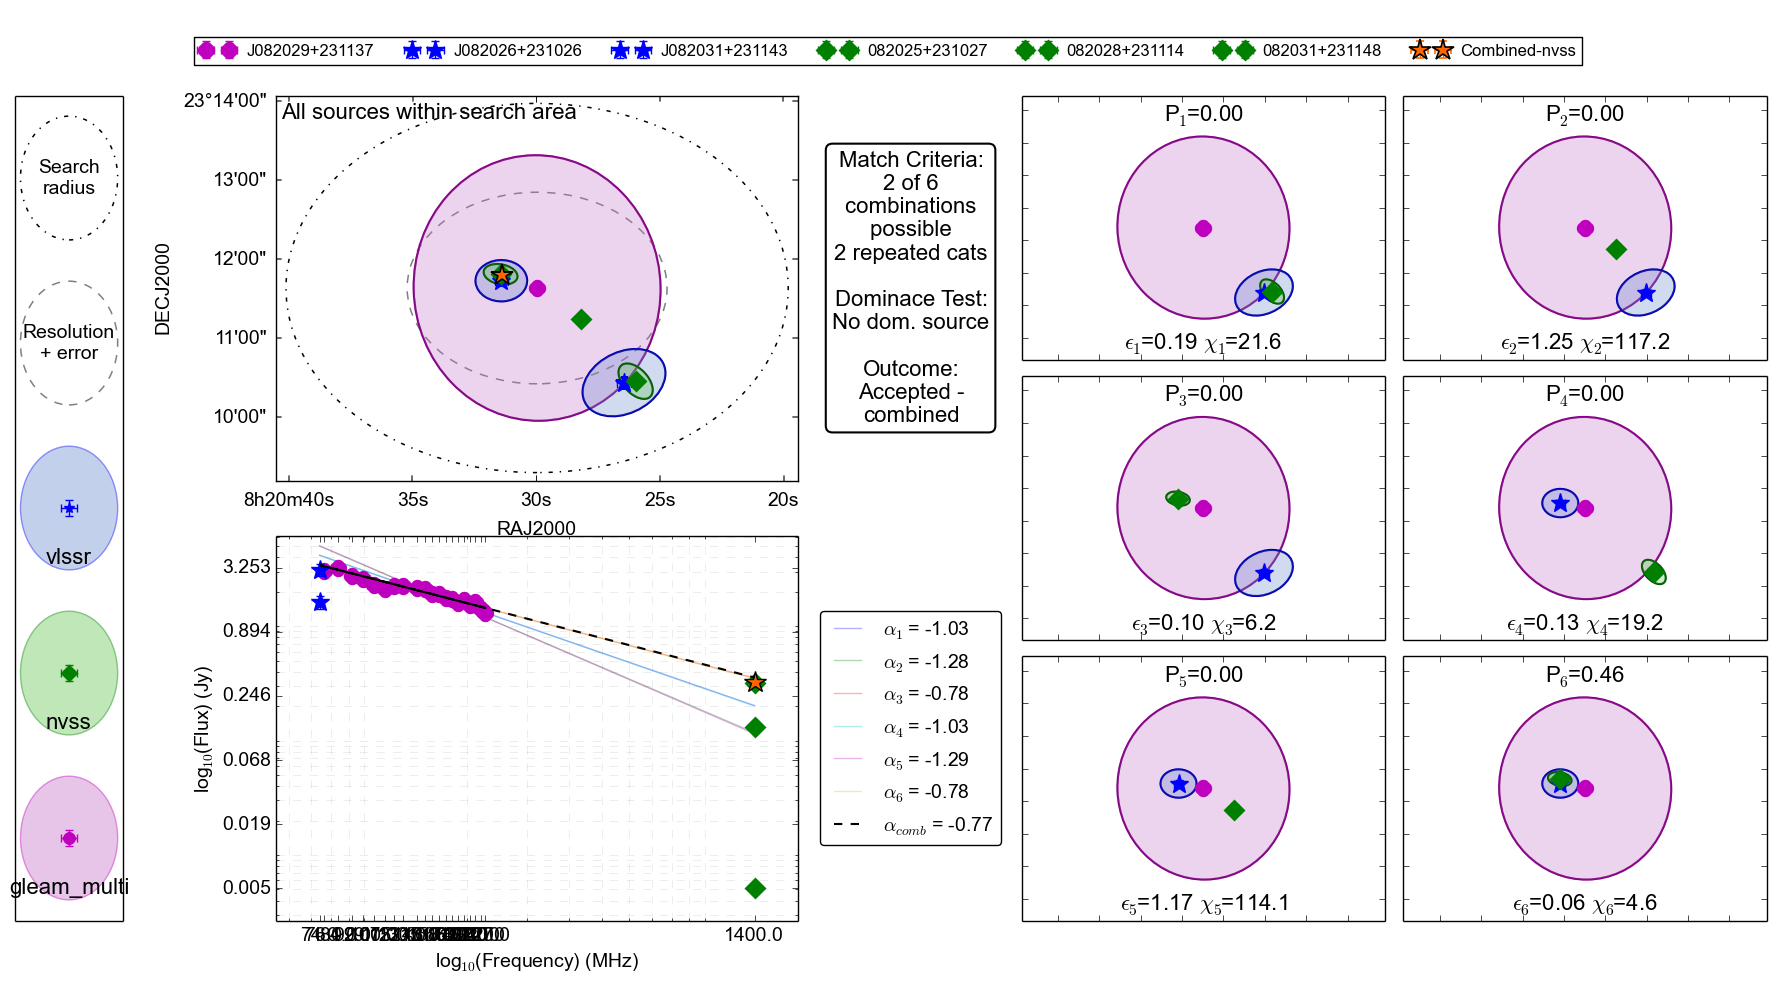 J082029+231137 J082026+231026 J082031+231143 082025+231027 082028+231114 082031+231148 Combined-nvss
Search
radius
Resolution
+ error
vlssr
nvss
gleam_multi
All sources within search area
23°14'00"
13'00"
12'00"
11'00"
10'00"
DECJ2000
8h20m40s 35s 30s 25s 20s
RAJ2000
Match Criteria:
2 of 6
combinations
possible
2 repeated cats
Dominace Test:
No dom. source
Outcome:
Accepted -
combined
3.253
0.894
0.246
0.068
0.019
0.005
log10(Flux) (Jy)
1400.0
log10(Frequency) (MHz)
α1 = -1.03
α2 = -1.28
α3 = -0.78
α4 = -1.03
α5 = -1.29
α6 = -0.78
αcomb = -0.77
P1=0.00
ϵ1=0.19 χ1=21.6
P2=0.00
ϵ2=1.25 χ2=117.2
P3=0.00
ϵ3=0.10 χ3=6.2
P4=0.00
ϵ4=0.13 χ4=19.2
P5=0.00
ϵ5=1.17 χ5=114.1
P6=0.46
ϵ6=0.06 χ6=4.6